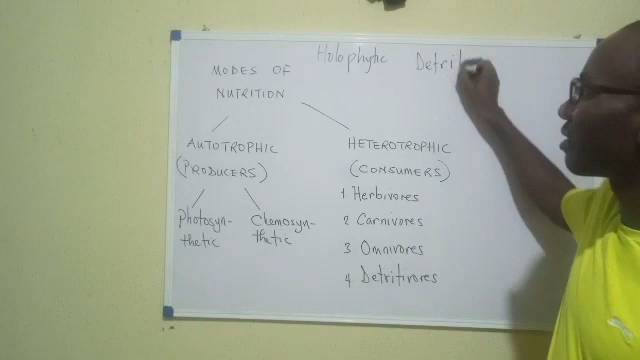 Holophytic Detrit
MODES OF
NUTRITION
AUTOTROPHIC
(PRODUCERS)
Photosyn-
thetic
Chemosyn-
thetic
HETEROTROPHIC
(CONSUMERS)
1 Herbivores
2 Carnivores
3 Omnivores
4 Detritivores